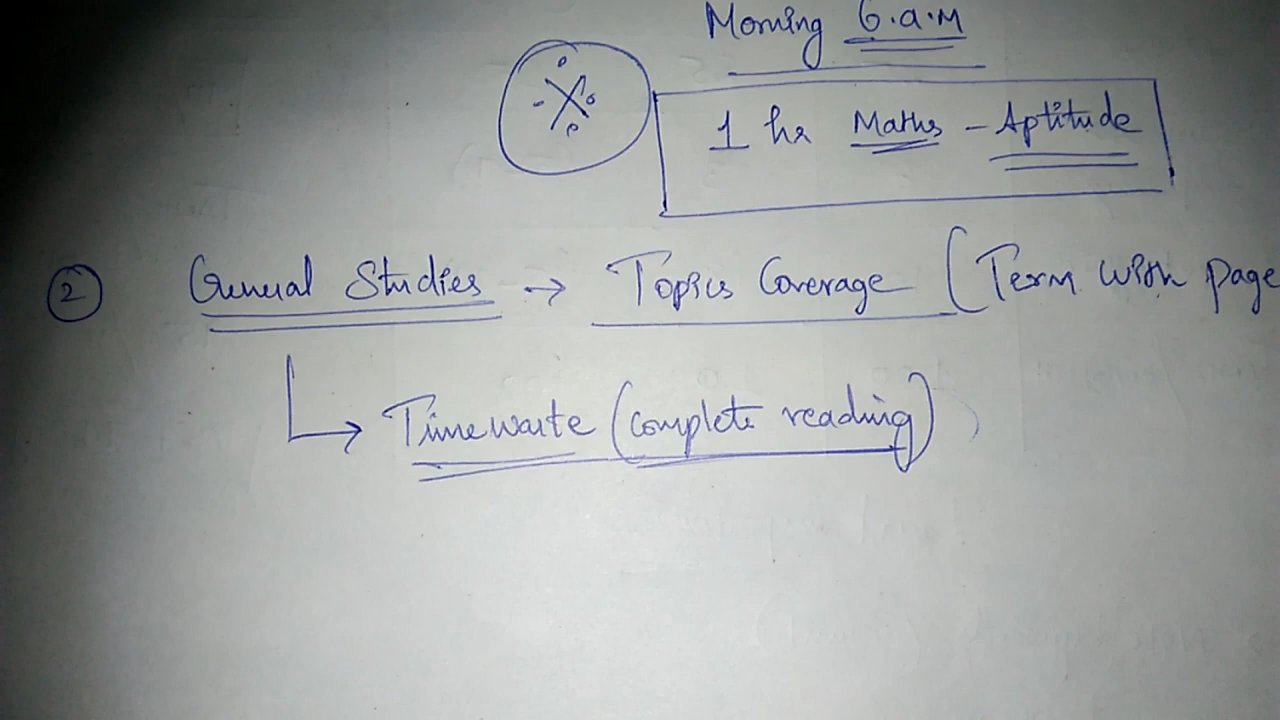 Morning 6.a.m
1 hr Maths - Aptitude
② General Studies → Topics Coverage (Term with page
Timewaste (complete reading)